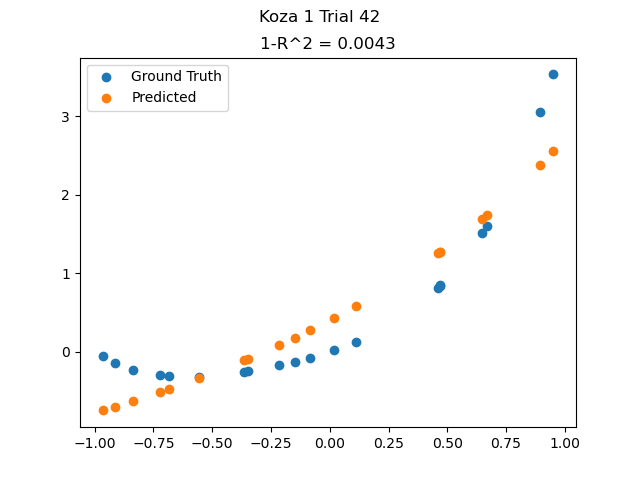 Koza 1 Trial 42
1-R^2 = 0.0043
Ground Truth
Predicted
3
2
1
0
−1.00 −0.75 −0.50 −0.25 0.00 0.25 0.50 0.75 1.00